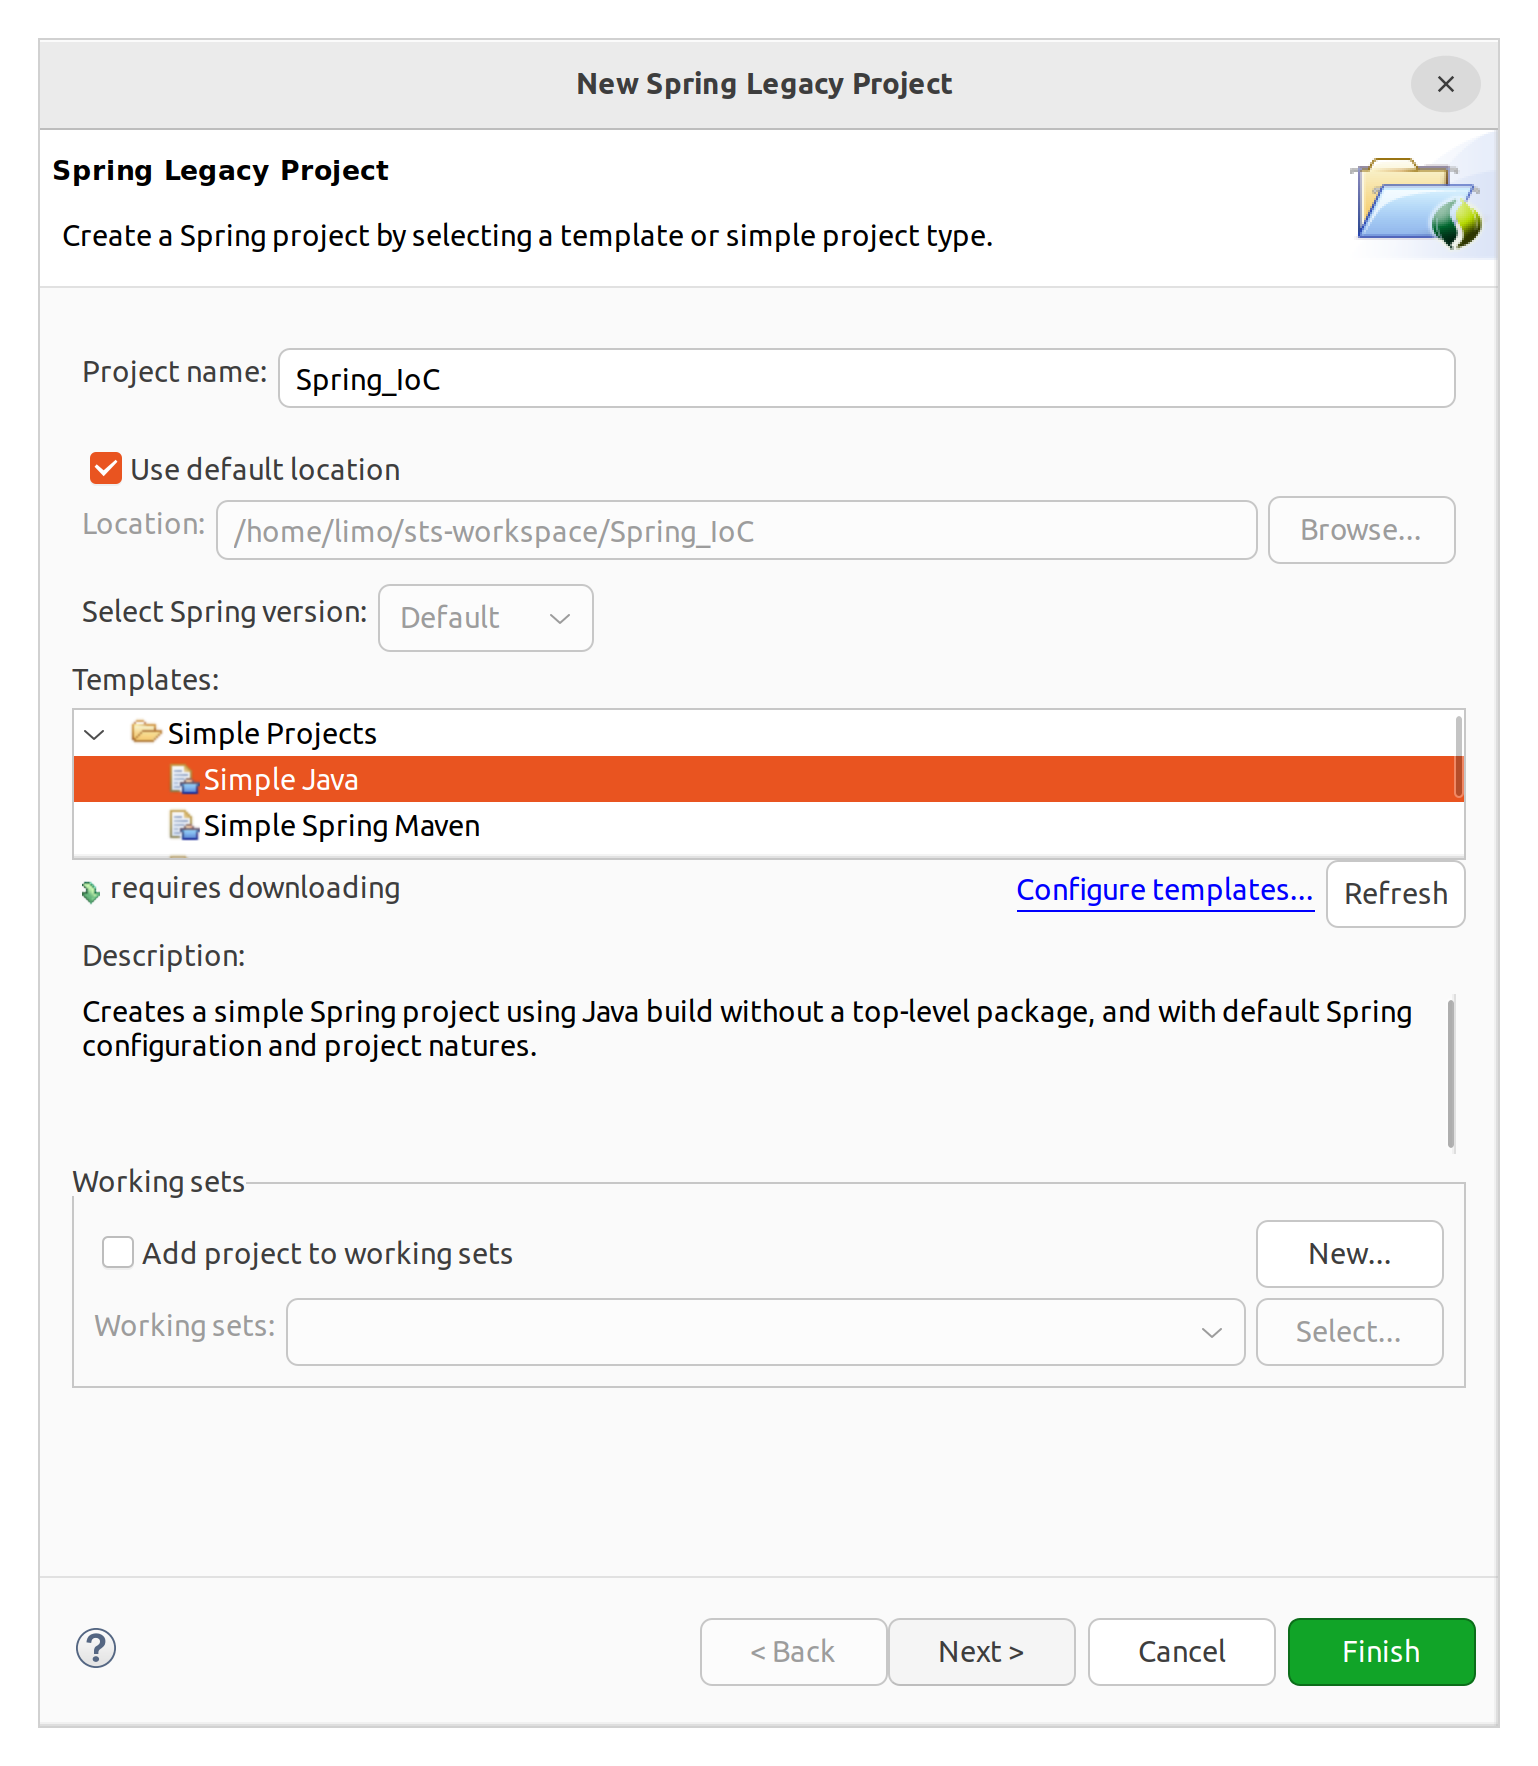 New Spring Legacy Project
Spring Legacy Project
Create a Spring project by selecting a template or simple project type.
Project name: Spring_IoC
Use default location
Location: /home/limo/sts-workspace/Spring_IoC Browse...
Select Spring version: Default
Templates:
Simple Projects
Simple Java
Simple Spring Maven
requires downloading Configure templates... Refresh
Description:
Creates a simple Spring project using Java build without a top-level package, and with default Spring
configuration and project natures.
Working sets
Add project to working sets New...
Working sets: Select...
< Back Next > Cancel Finish